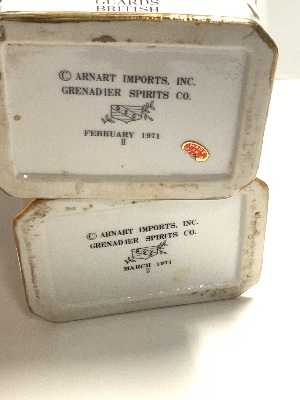 GUARDS
BRITISH
© ARNART IMPORTS, INC.
GRENADIER SPIRITS CO.
FEBRUARY 1971
II
© ARNART IMPORTS, INC.
GRENADIER SPIRITS CO.
MARCH 1971